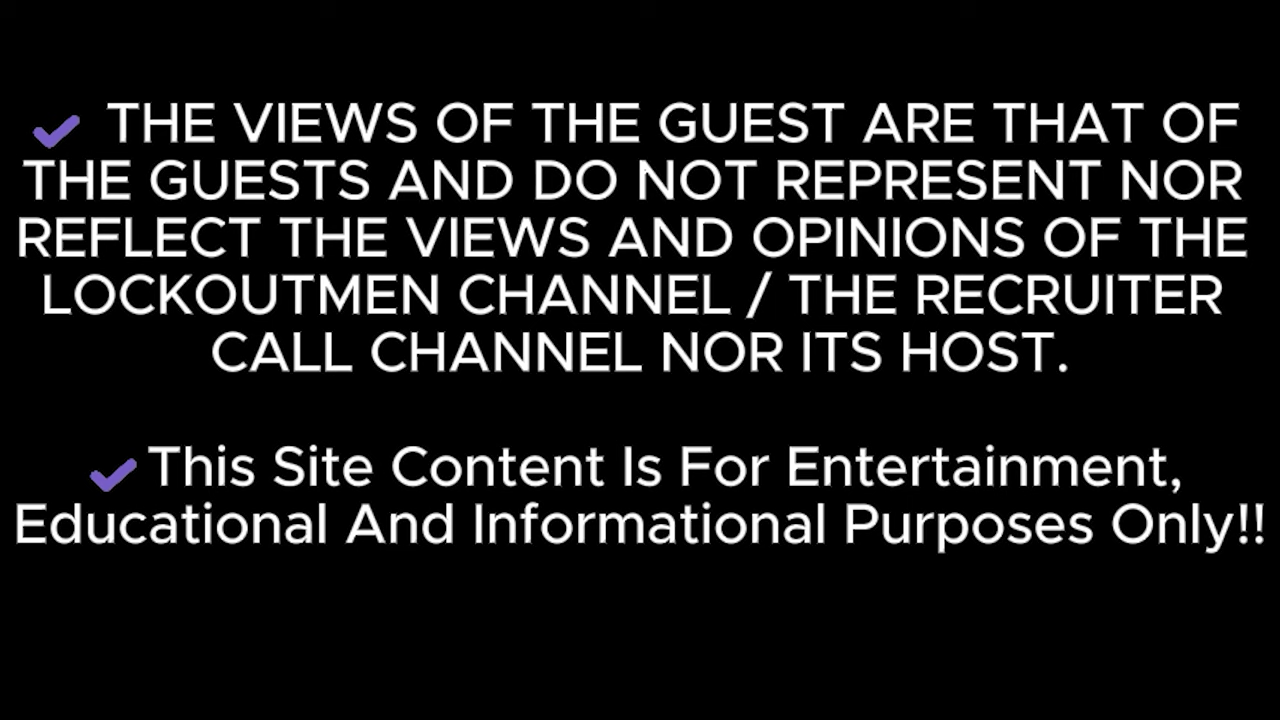 ✔ THE VIEWS OF THE GUEST ARE THAT OF
THE GUESTS AND DO NOT REPRESENT NOR
REFLECT THE VIEWS AND OPINIONS OF THE
LOCKOUTMEN CHANNEL / THE RECRUITER
CALL CHANNEL NOR ITS HOST.
✔ This Site Content Is For Entertainment,
Educational And Informational Purposes Only!!